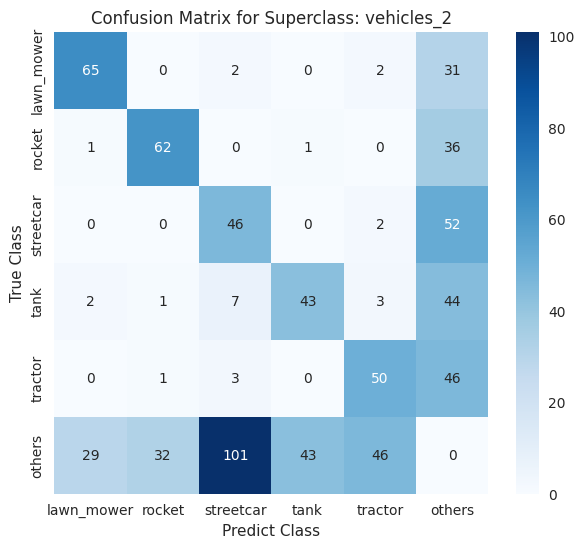 Confusion Matrix for Superclass: vehicles_2
True Class
lawn_mower 65 0 2 0 2 31
rocket 1 62 0 1 0 36
streetcar 0 0 46 0 2 52
tank 2 1 7 43 3 44
tractor 0 1 3 0 50 46
others 29 32 101 43 46 0
lawn_mower rocket streetcar tank tractor others
Predict Class
100
80
60
40
20
0